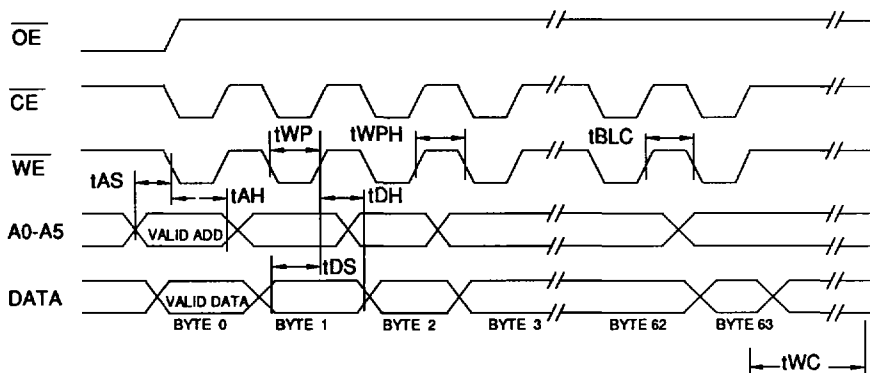 OE
CE
tWP tWPH tBLC
WE
tAS
tAH tDH
A0-A5 VALID ADD
tDS
DATA VALID DATA
BYTE 0 BYTE 1 BYTE 2 BYTE 3 BYTE 62 BYTE 63
tWC